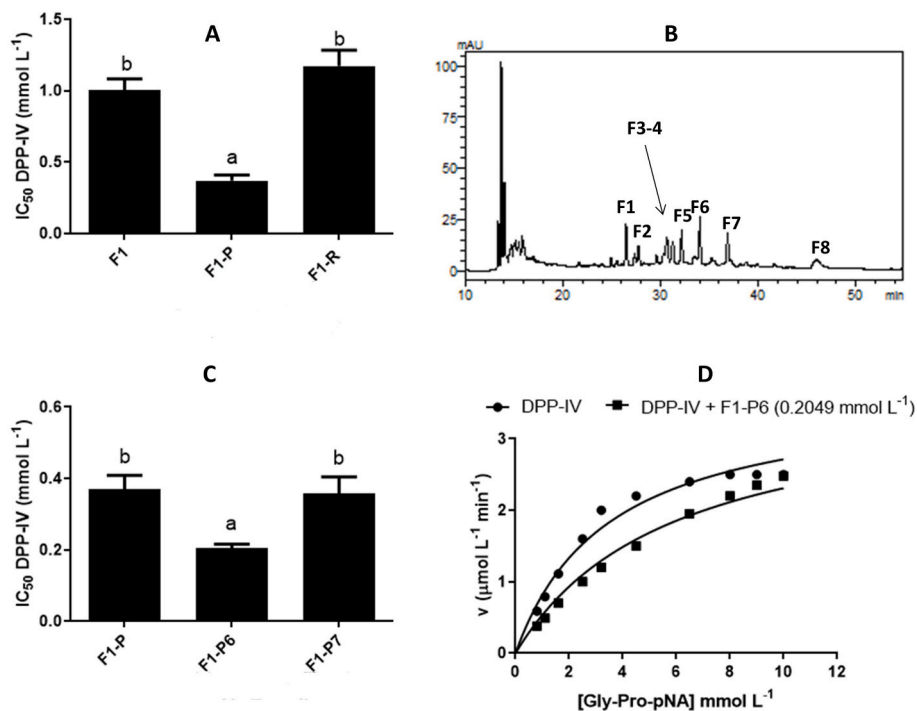 A
IC50 DPP-IV (mmol L-1)
1.5
1.0
0.5
0.0
b
a
b
F1
F1-P
F1-R
B
mAU
100
75
50
25
0
F3-4
F1
F2
F5
F6
F7
F8
10
20
30
40
50
min
C
IC50 DPP-IV (mmol L-1)
0.6
0.4
0.2
0.0
b
a
b
F1-P
F1-P6
F1-P7
D
DPP-IV
DPP-IV + F1-P6 (0.2049 mmol L-1)
v (μmol L-1 min-1)
3
2
1
0
0
2
4
6
8
10
12
[Gly-Pro-pNA] mmol L-1